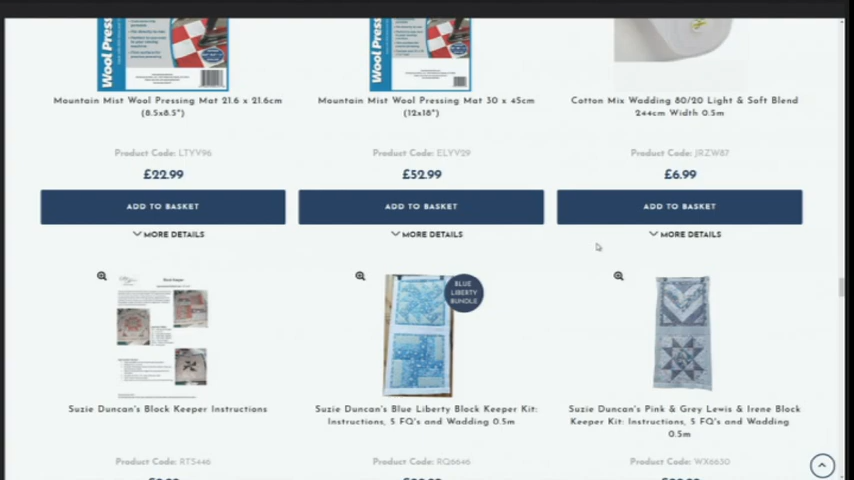 Wool Press
Wool Press
Mountain Mist Wool Pressing Mat 21.6 x 21.6cm
(8.5x8.5")
Mountain Mist Wool Pressing Mat 30 x 45cm
(12x18")
Cotton Mix Wadding 80/20 Light & Soft Blend
244cm Width 0.5m
Product Code: LTYV96
Product Code: ELYV29
Product Code: JRZW87
£22.99
£52.99
£6.99
ADD TO BASKET
ADD TO BASKET
ADD TO BASKET
MORE DETAILS
MORE DETAILS
MORE DETAILS
BLUE
LIBERTY
BUNDLE
Suzie Duncan's Block Keeper Instructions
Suzie Duncan's Blue Liberty Block Keeper Kit:
Instructions, 5 FQ's and Wadding 0.5m
Suzie Duncan's Pink & Grey Lewis & Irene Block
Keeper Kit: Instructions, 5 FQ's and Wadding
0.5m
Product Code: RTS446
Product Code: RQ6646
Product Code: WX6630